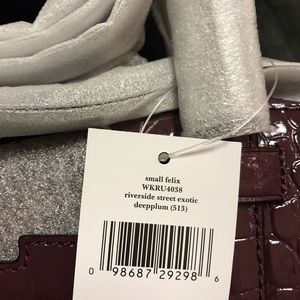 small felix
WKRU4038
riverside street exotic
deepplum (513)
0 98687 29298 6